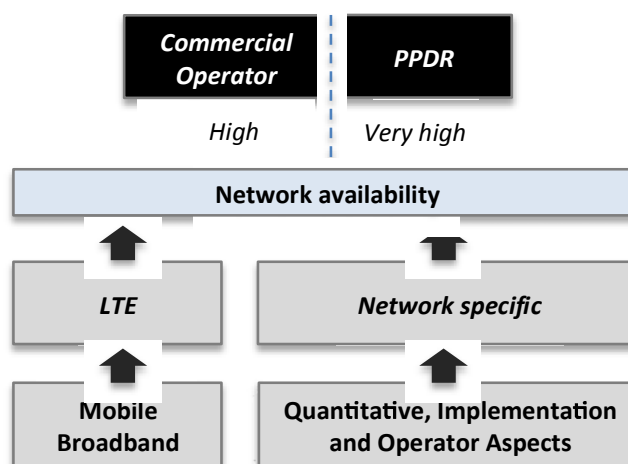 Commercial
Operator
PPDR
High
Very high
Network availability
LTE
Network specific
Mobile
Broadband
Quantitative, Implementation
and Operator Aspects